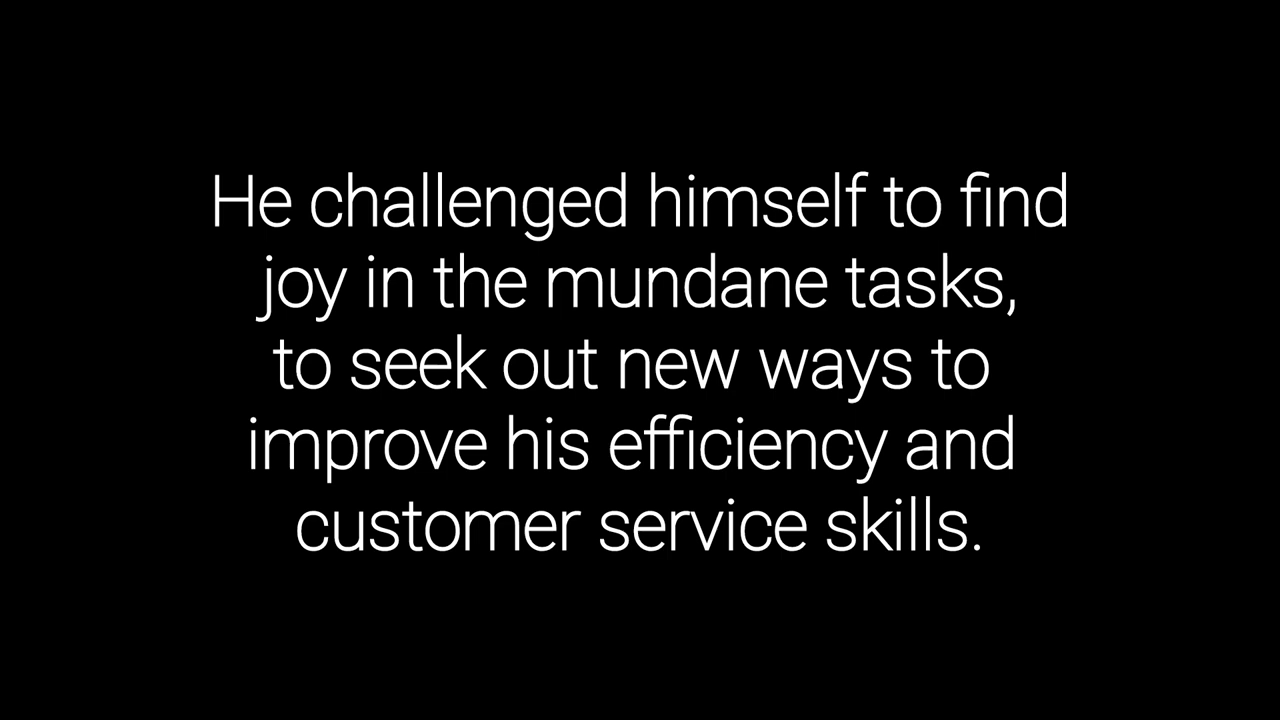 He challenged himself to find
joy in the mundane tasks,
to seek out new ways to
improve his efficiency and
customer service skills.